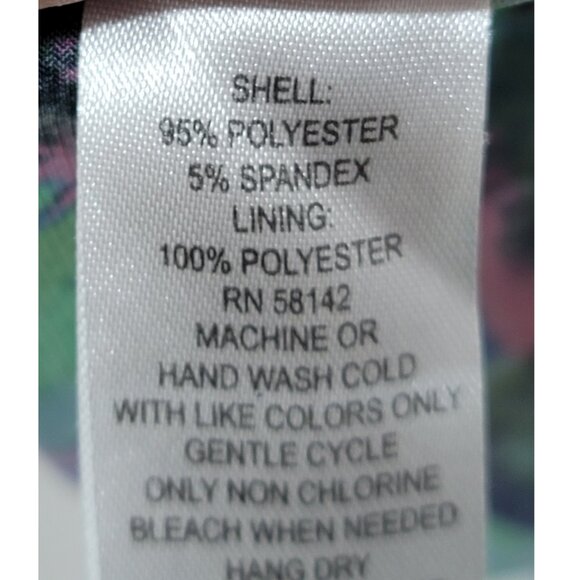 SHELL:
95% POLYESTER
5% SPANDEX
LINING:
100% POLYESTER
RN 58142
MACHINE OR
HAND WASH COLD
WITH LIKE COLORS ONLY
GENTLE CYCLE
ONLY NON CHLORINE
BLEACH WHEN NEEDED
HANG DRY